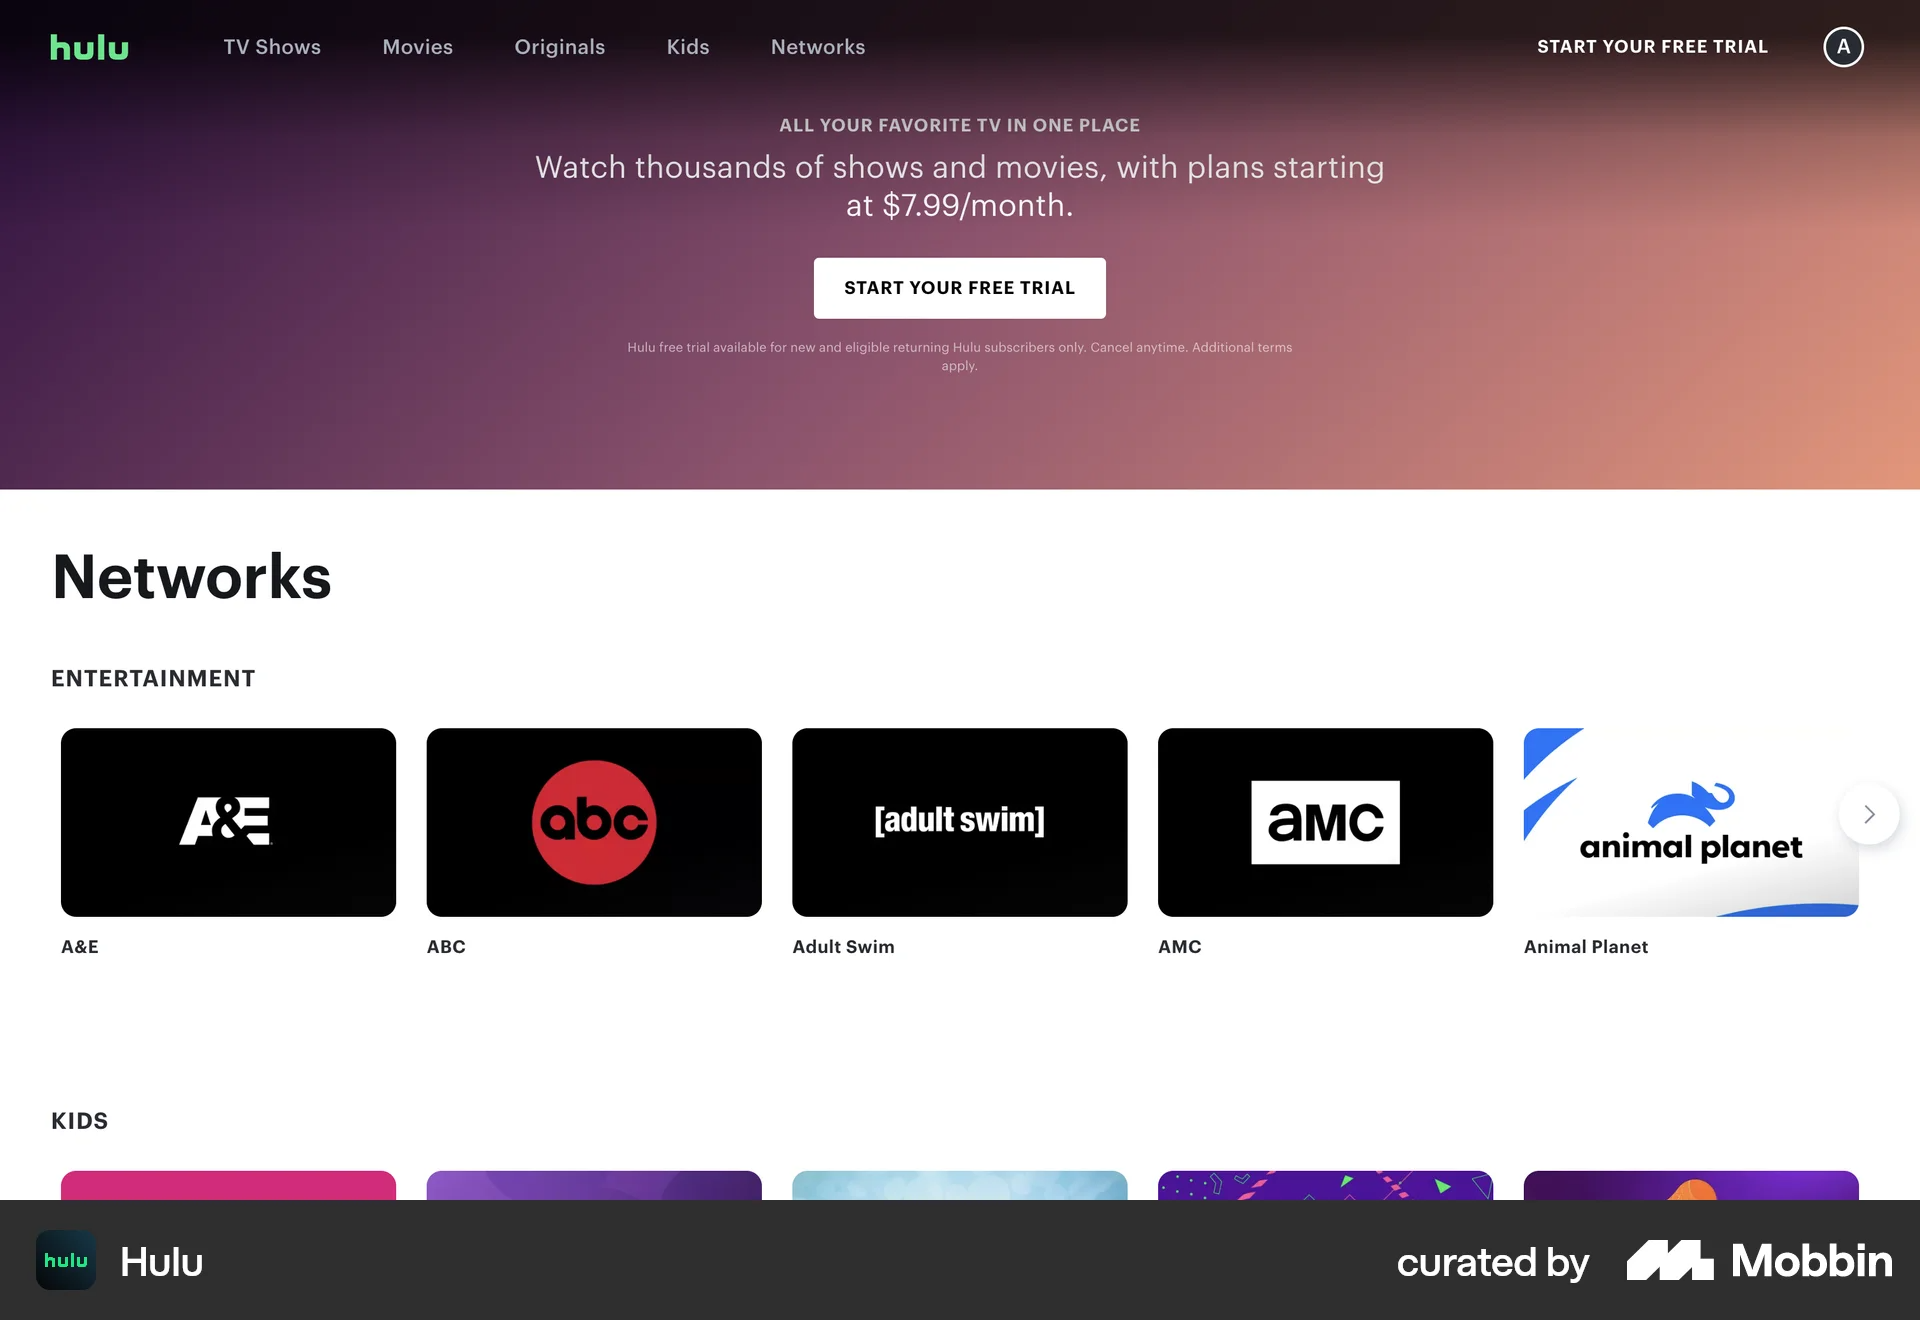 hulu
TV Shows
Movies
Originals
Kids
Networks
START YOUR FREE TRIAL
A
ALL YOUR FAVORITE TV IN ONE PLACE
Watch thousands of shows and movies, with plans starting
at $7.99/month.
START YOUR FREE TRIAL
Hulu free trial available for new and eligible returning Hulu subscribers only. Cancel anytime. Additional terms
apply.
Networks
ENTERTAINMENT
A&E
abc
[adult swim]
aMC
animal planet
A&E
ABC
Adult Swim
AMC
Animal Planet
KIDS
hulu
Hulu
curated by
Mobbin